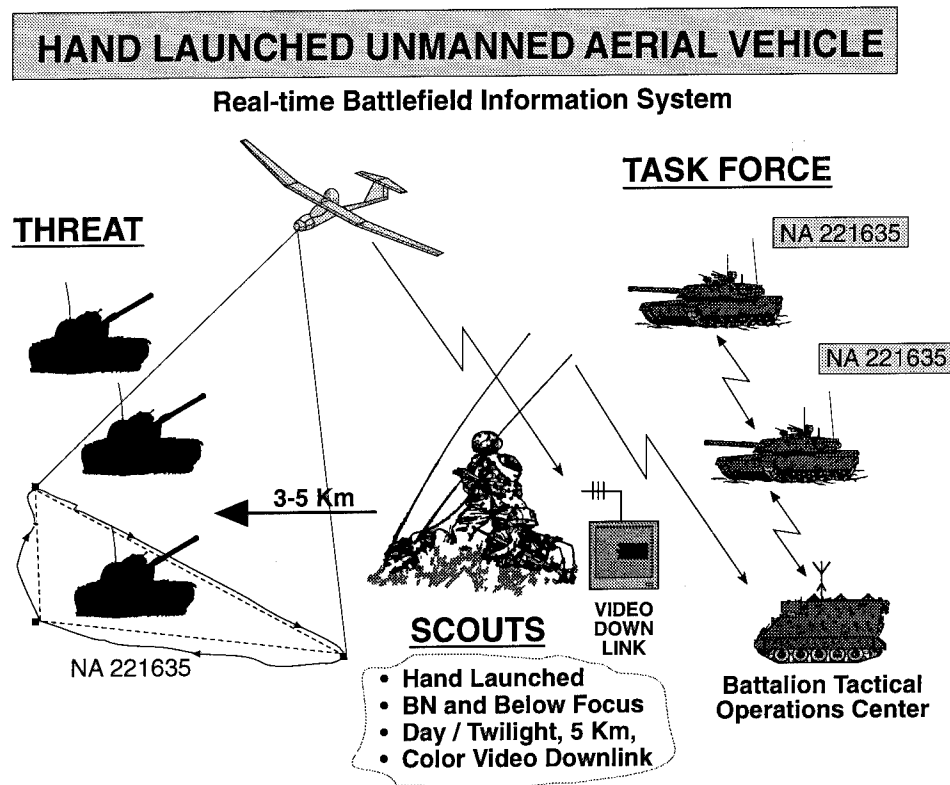 HAND LAUNCHED UNMANNED AERIAL VEHICLE
Real-time Battlefield Information System
TASK FORCE
THREAT
NA 221635
NA 221635
3-5 Km
VIDEO
DOWN
LINK
SCOUTS
NA 221635
• Hand Launched
• BN and Below Focus
• Day / Twilight, 5 Km,
• Color Video Downlink
Battalion Tactical
Operations Center